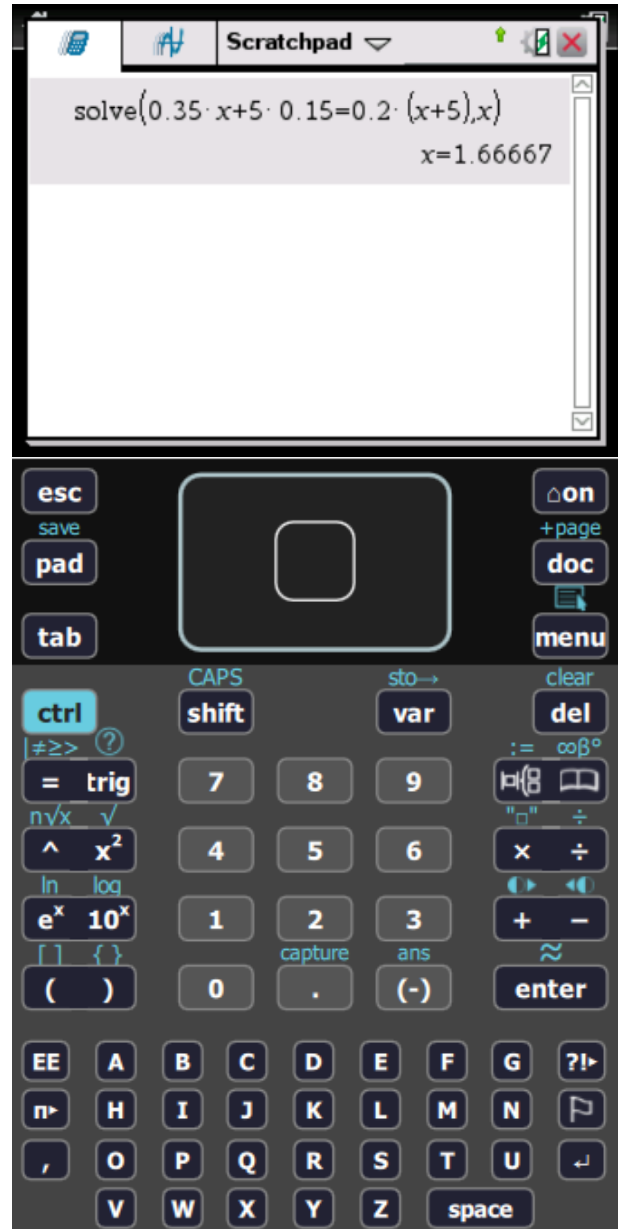 Scratchpad
solve(0.35· x+5· 0.15=0.2· (x+5),x)
x=1.66667
esc
⌂on
save
+page
pad
doc
tab
menu
CAPS
sto→
clear
ctrl
shift
var
del
|≠≥>
?
:=
∞β°
= trig
7
8
9
n√x
√
"□"
÷
^ x²
4
5
6
× ÷
ln
log
eˣ 10ˣ
1
2
3
+ −
[ ]
{ }
capture
ans
≈
( )
0
.
(-)
enter
EE
A
B
C
D
E
F
G
?!▸
π▸
H
I
J
K
L
M
N
,
O
P
Q
R
S
T
U
↵
V
W
X
Y
Z
space